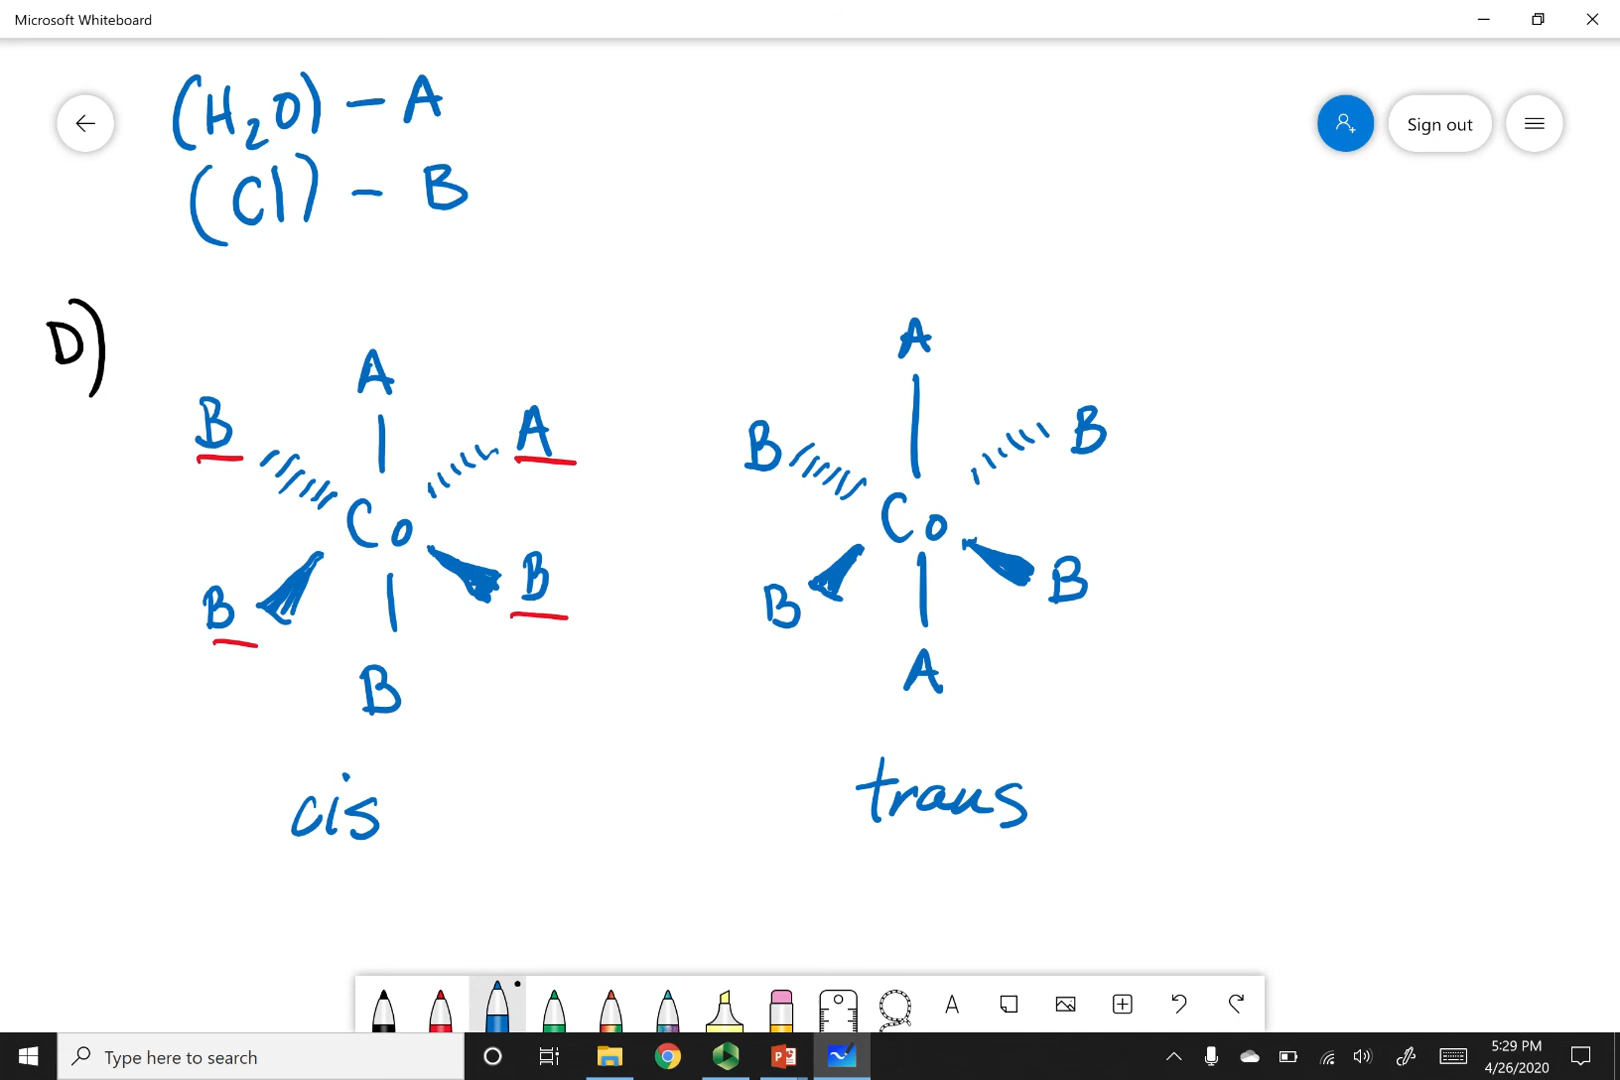 Microsoft Whiteboard
(H₂O) – A
Sign out
(Cl) – B
D)
A A
B A B B
Co Co
B B B B
B A
cis trans
A
Type here to search
5:29 PM
4/26/2020